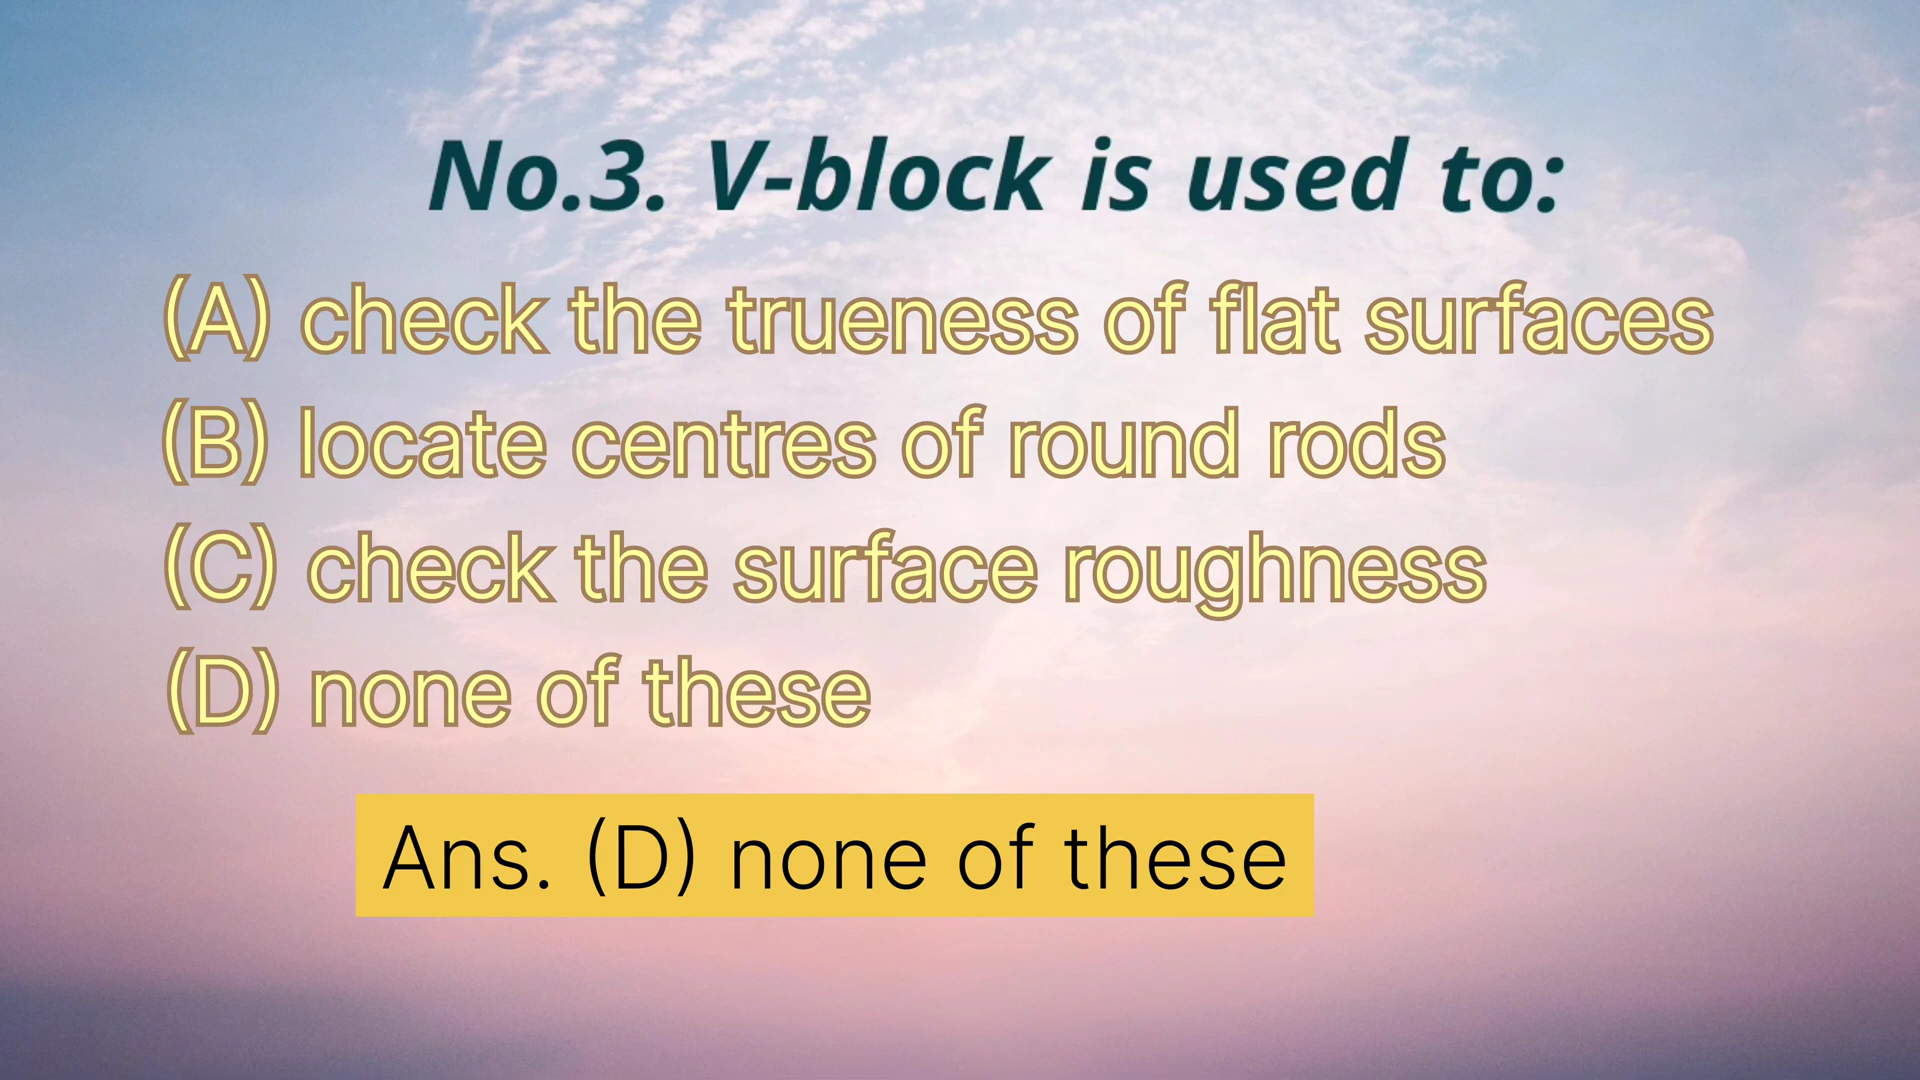 No.3. V-block is used to:
(A) check the trueness of flat surfaces
(B) locate centres of round rods
(C) check the surface roughness
(D) none of these
Ans. (D) none of these